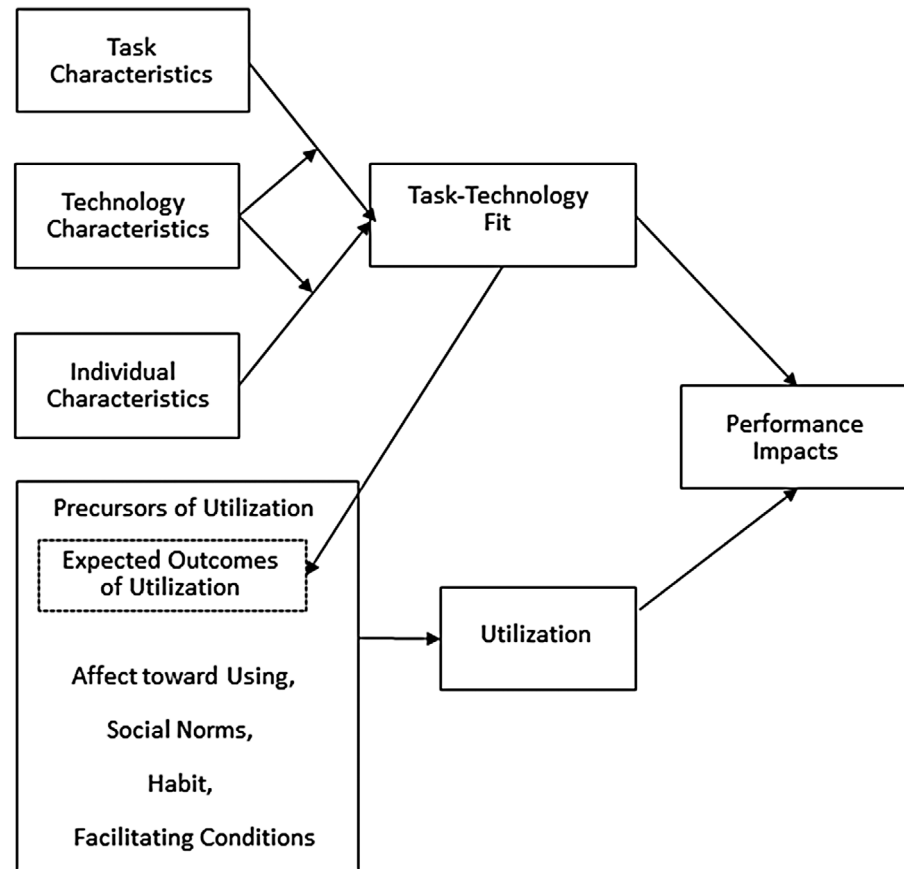 Task
Characteristics
Technology
Characteristics
Individual
Characteristics
Task-Technology
Fit
Performance
Impacts
Precursors of Utilization
Expected Outcomes
of Utilization
Affect toward Using,
Social Norms,
Habit,
Facilitating Conditions
Utilization